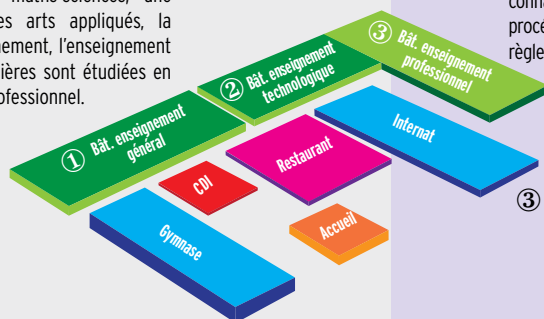 maths-sciences, une
es arts appliqués, la
nement, l'enseignement
ières sont étudiées en
ofessionnel.
conna
procé
règle
① Bât. enseignement
général
② Bât. enseignement
technologique
③ Bât. enseignement
professionnel
CDI
Restaurant
Internat
Gymnase
Accueil
③